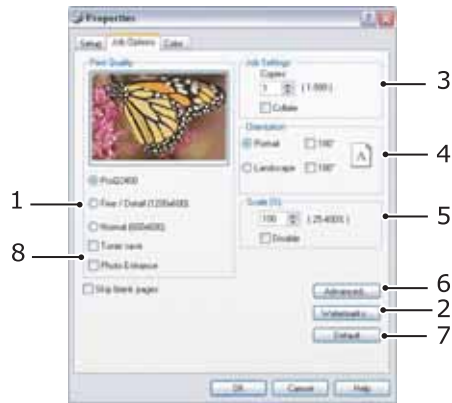 Properties
Setup Job Options Color
Print Quality
ProQ2400
Fine / Detail (1200x600)
Normal (600x600)
Toner save
Photo Enhance
Skip blank pages
Job Settings
Copies
1 (1-999)
Collate
Orientation
Portrait 180°
Landscape 180°
A
Scale (%)
100 (25-400%)
Disable
Advanced...
Watermarks...
Default
OK Cancel Help
1
8
3
4
5
6
2
7